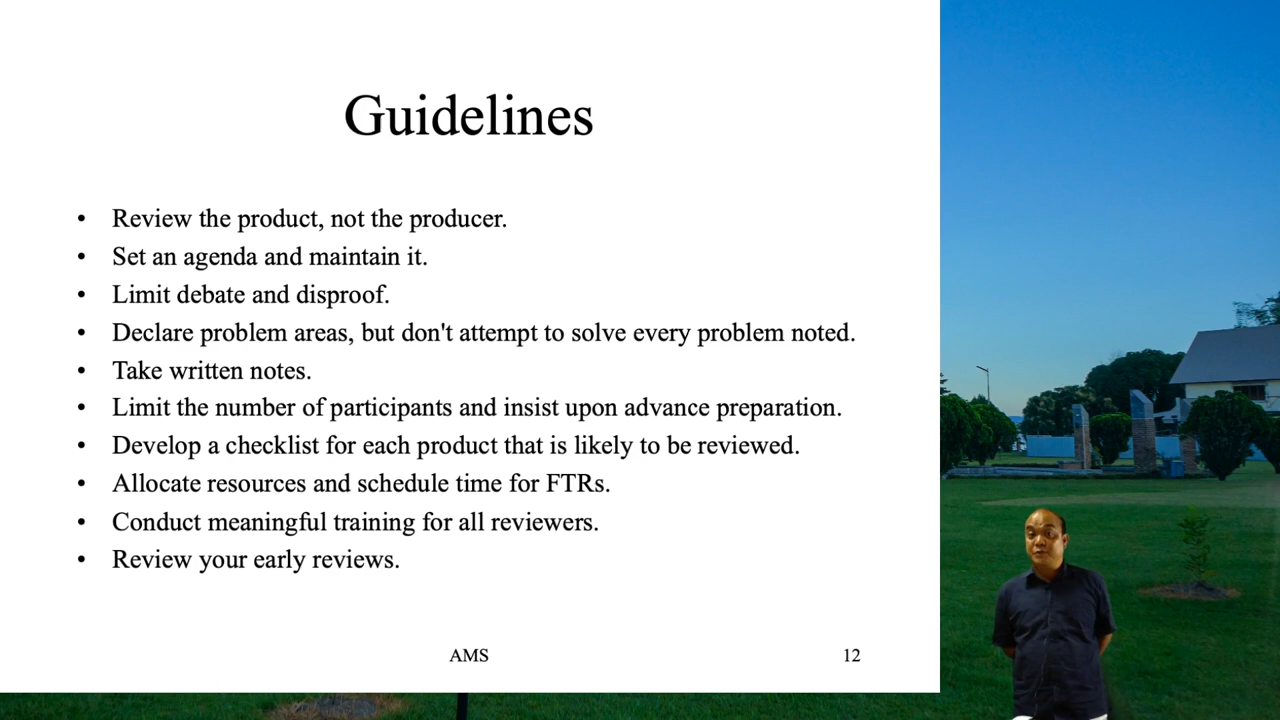 Guidelines
• Review the product, not the producer.
• Set an agenda and maintain it.
• Limit debate and disproof.
• Declare problem areas, but don't attempt to solve every problem noted.
• Take written notes.
• Limit the number of participants and insist upon advance preparation.
• Develop a checklist for each product that is likely to be reviewed.
• Allocate resources and schedule time for FTRs.
• Conduct meaningful training for all reviewers.
• Review your early reviews.
AMS
12